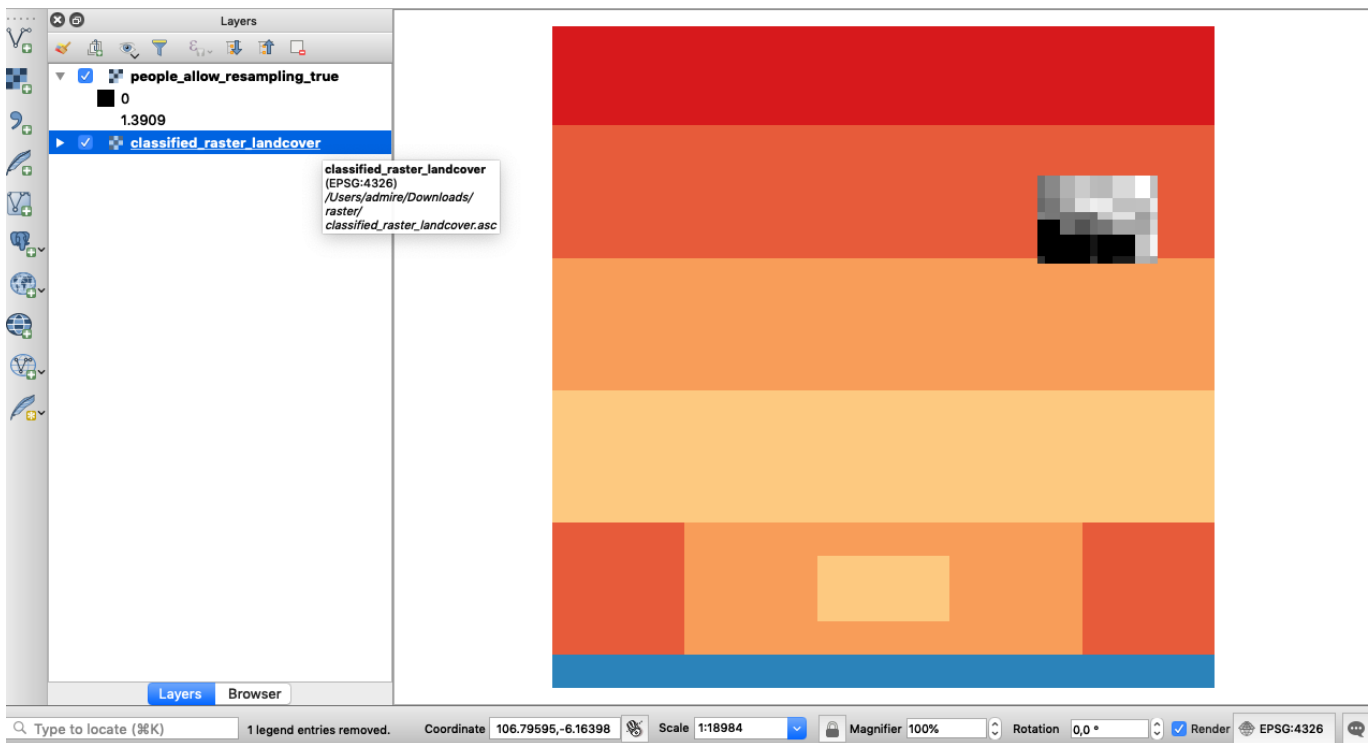 Layers
people_allow_resampling_true
0
1.3909
classified_raster_landcover
classified_raster_landcover
(EPSG:4326)
/Users/admire/Downloads/
raster/
classified_raster_landcover.asc
Layers Browser
Type to locate (⌘K) 1 legend entries removed. Coordinate 106.79595,-6.16398 Scale 1:18984 Magnifier 100% Rotation 0,0 ° Render EPSG:4326